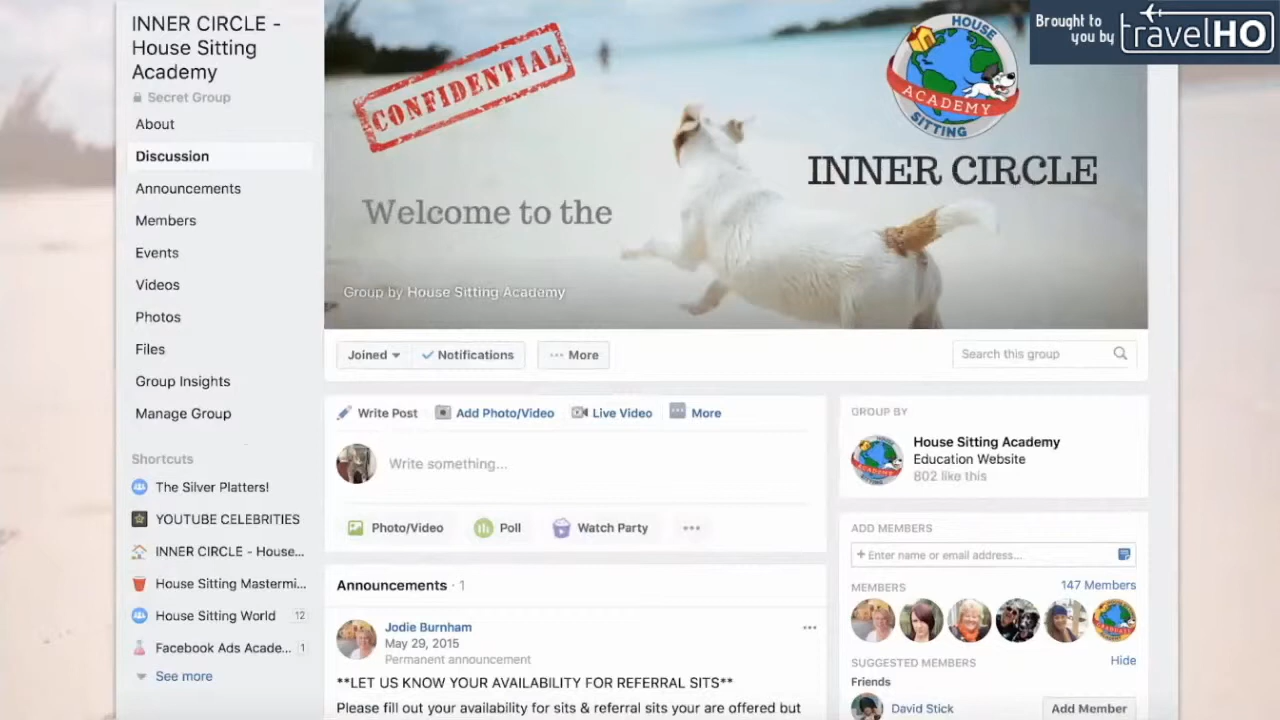 INNER CIRCLE -
House Sitting
Academy
Secret Group
About
Discussion
Announcements
Members
Events
Videos
Photos
Files
Group Insights
Manage Group
Shortcuts
The Silver Platters!
YOUTUBE CELEBRITIES
INNER CIRCLE - House...
House Sitting Mastermi...
House Sitting World 12
Facebook Ads Acade... 1
See more
CONFIDENTIAL
Welcome to the
HOUSE
ACADEMY
SITTING
INNER CIRCLE
Group by House Sitting Academy
Brought to
you by
travelHO
Joined
Notifications
More
Search this group
Write Post
Add Photo/Video
Live Video
More
Write something...
Photo/Video
Poll
Watch Party
Announcements · 1
Jodie Burnham
May 29, 2015
Permanent announcement
**LET US KNOW YOUR AVAILABILITY FOR REFERRAL SITS**
Please fill out your availability for sits & referral sits your are offered but
GROUP BY
House Sitting Academy
Education Website
802 like this
ADD MEMBERS
+ Enter name or email address...
MEMBERS
147 Members
SUGGESTED MEMBERS
Hide
Friends
David Stick
Add Member